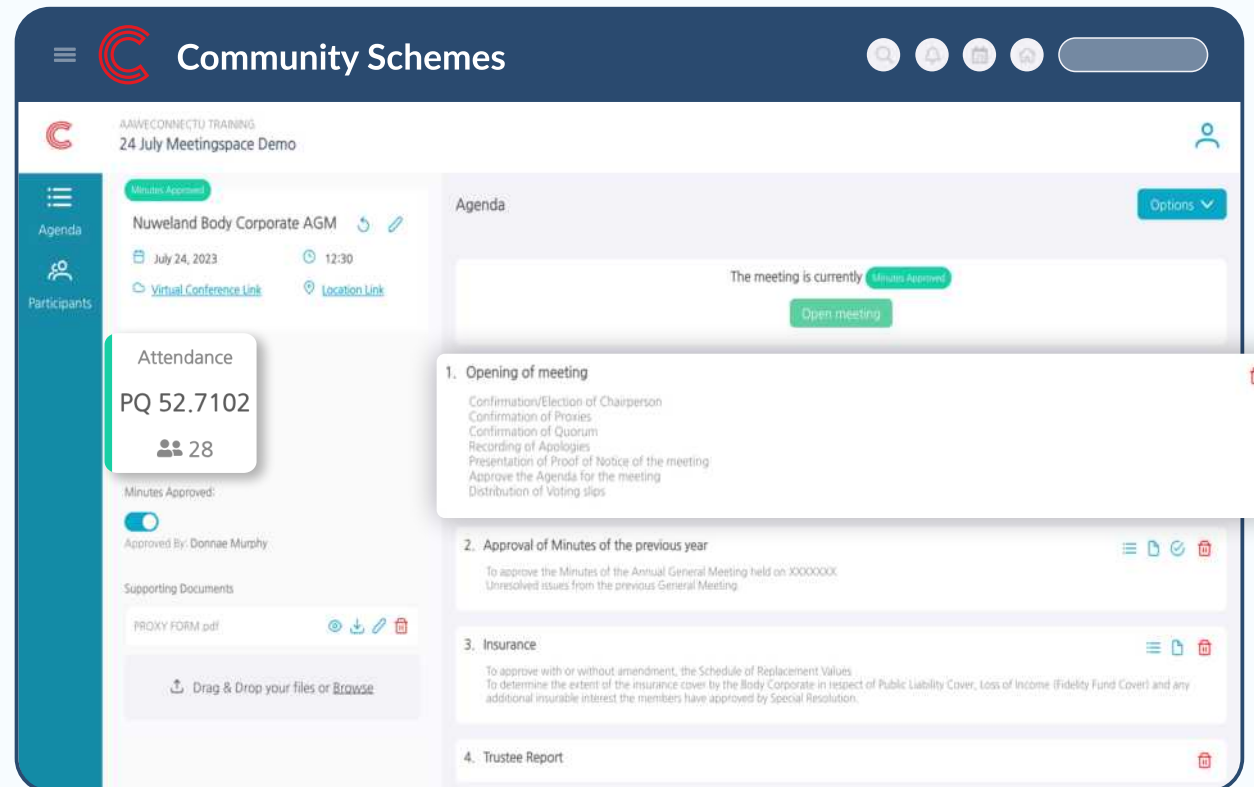 Community Schemes
AAWECONNECTU TRAINING
24 July Meetingspace Demo
Agenda
Participants
Minutes Approved
Nuweland Body Corporate AGM
July 24, 2023
12:30
Virtual Conference Link
Location Link
Attendance
PQ 52.7102
28
Minutes Approved:
Approved By: Donnae Murphy
Supporting Documents
PROXY FORM.pdf
Drag & Drop your files or Browse
Agenda
Options
The meeting is currently Minutes Approved
Open meeting
1. Opening of meeting
Confirmation/Election of Chairperson
Confirmation of Proxies
Confirmation of Quorum
Recording of Apologies
Presentation of Proof of Notice of the meeting
Approve the Agenda for the meeting
Distribution of Voting slips
2. Approval of Minutes of the previous year
To approve the Minutes of the Annual General Meeting held on XXXXXXX
Unresolved issues from the previous General Meeting
3. Insurance
To approve with or without amendment, the Schedule of Replacement Values
To determine the extent of the insurance cover by the Body Corporate in respect of Public Liability Cover, Loss of Income (Fidelity Fund Cover) and any
additional insurable interest the members have approved by Special Resolution.
4. Trustee Report